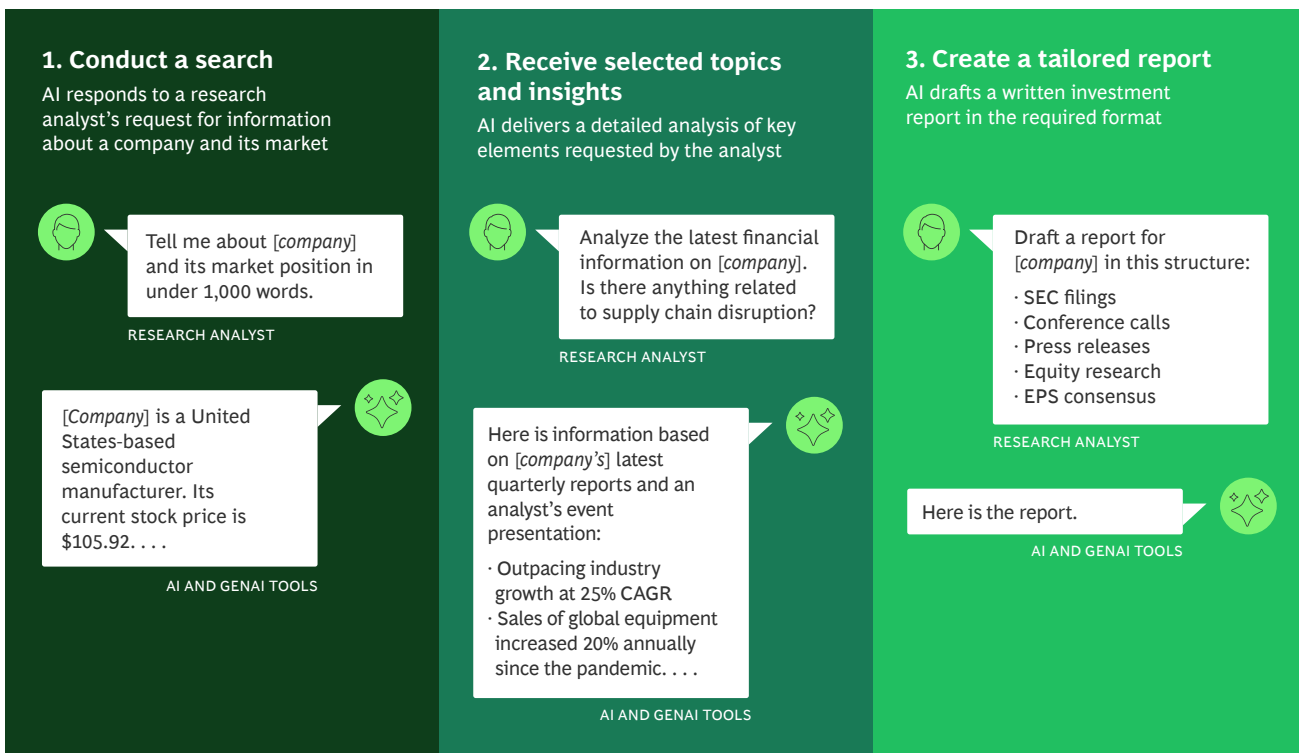 1. Conduct a search
AI responds to a research
analyst's request for information
about a company and its market
Tell me about [company]
and its market position in
under 1,000 words.
RESEARCH ANALYST
[Company] is a United
States-based
semiconductor
manufacturer. Its
current stock price is
$105.92. . . .
AI AND GENAI TOOLS
2. Receive selected topics
and insights
AI delivers a detailed analysis of key
elements requested by the analyst
Analyze the latest financial
information on [company].
Is there anything related
to supply chain disruption?
RESEARCH ANALYST
Here is information based
on [company's] latest
quarterly reports and an
analyst's event
presentation:
· Outpacing industry
growth at 25% CAGR
· Sales of global equipment
increased 20% annually
since the pandemic. . . .
AI AND GENAI TOOLS
3. Create a tailored report
AI drafts a written investment
report in the required format
Draft a report for
[company] in this structure:
· SEC filings
· Conference calls
· Press releases
· Equity research
· EPS consensus
RESEARCH ANALYST
Here is the report.
AI AND GENAI TOOLS